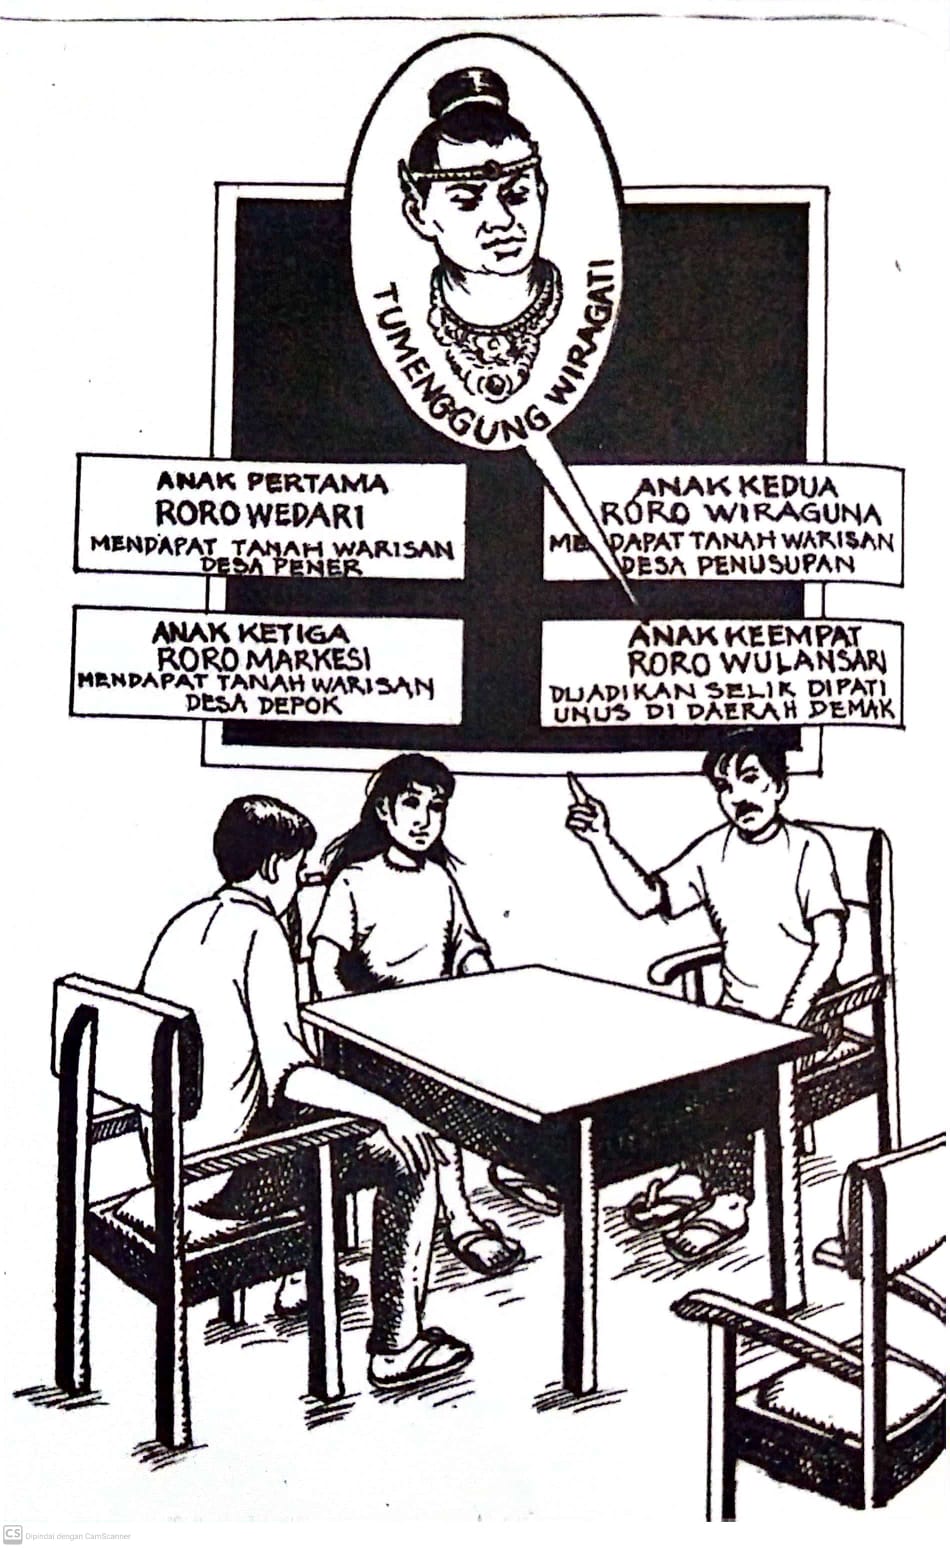 TUMENGGUNG WIRAGATI
ANAK PERTAMA
RORO WEDARI
MENDAPAT TANAH WARISAN
DESA PENER
ANAK KEDUA
RORO WIRAGUNA
MENDAPAT TANAH WARISAN
DESA PENUSUPAN
ANAK KETIGA
RORO MARKESI
MENDAPAT TANAH WARISAN
DESA DEPOK
ANAK KEEMPAT
RORO WULANSARI
DIJADIKAN SELIK DIPATI
UNUS DI DAERAH DEMAK
CS Dipindai dengan CamScanner